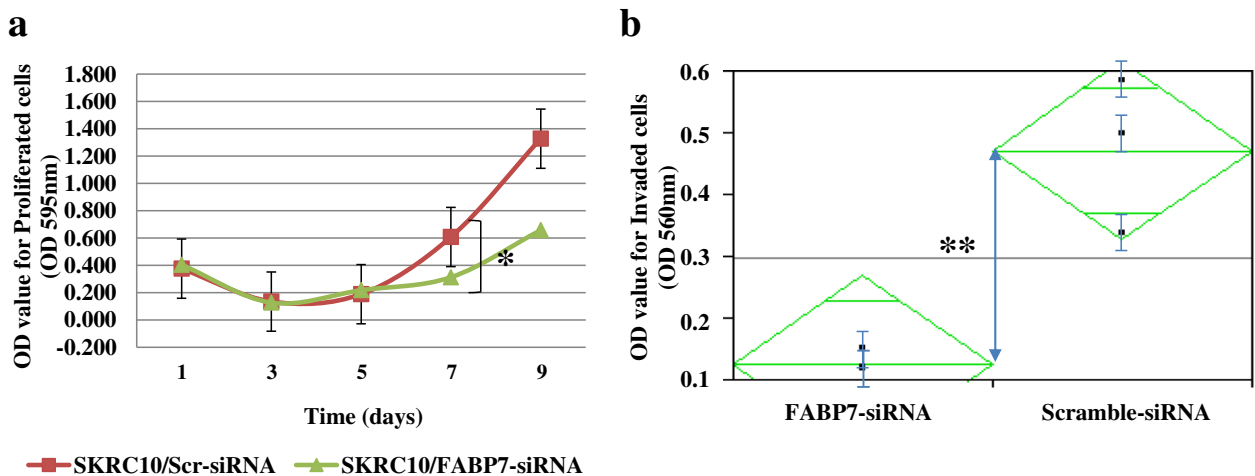 a
OD value for Proliferated cells
(OD 595nm)
1.800
1.600
1.400
1.200
1.000
0.800
0.600
0.400
0.200
0.000
-0.200
*
1 3 5 7 9
Time (days)
SKRC10/Scr-siRNA SKRC10/FABP7-siRNA
b
OD value for Invaded cells
(OD 560nm)
0.6
0.5
0.4
0.3
0.2
0.1
**
FABP7-siRNA Scramble-siRNA